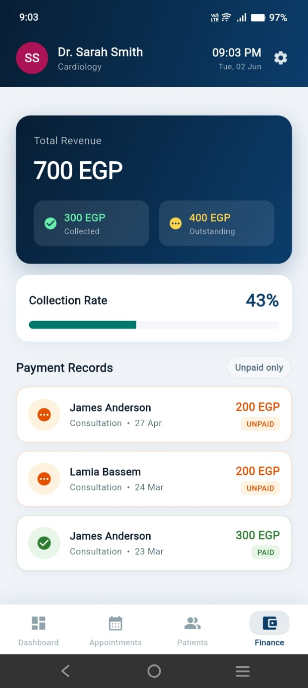 9:03
97%
SS
Dr. Sarah Smith
Cardiology
09:03 PM
Tue, 02 Jun
Total Revenue
700 EGP
300 EGP
Collected
400 EGP
Outstanding
Collection Rate
43%
Payment Records
Unpaid only
James Anderson
Consultation • 27 Apr
200 EGP
UNPAID
Lamia Bassem
Consultation • 24 Mar
200 EGP
UNPAID
James Anderson
Consultation • 23 Mar
300 EGP
PAID
Dashboard
Appointments
Patients
Finance